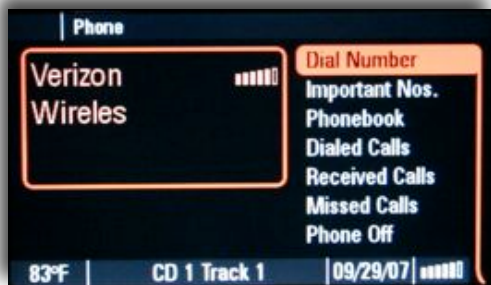 Phone
Verizon
Wireles
Dial Number
Important Nos.
Phonebook
Dialed Calls
Received Calls
Missed Calls
Phone Off
83°F CD 1 Track 1 09/29/07